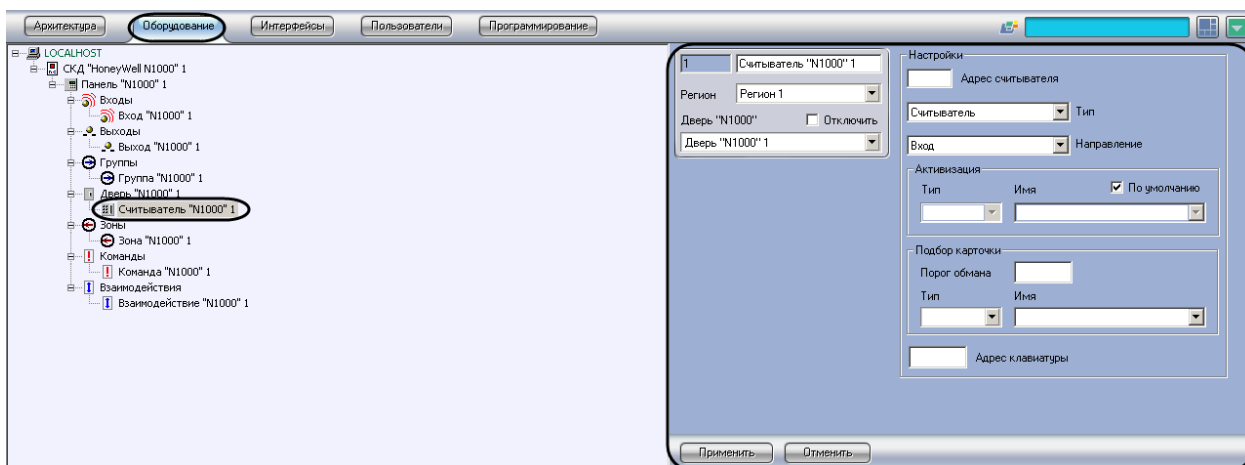 Архитектура Оборудование Интерфейсы Пользователи Программирование
LOCALHOST
СКД "HoneyWell N1000" 1
Панель "N1000" 1
Входы
Вход "N1000" 1
Выходы
Выход "N1000" 1
Группы
Группа "N1000" 1
Дверь "N1000" 1
Считыватель "N1000" 1
Зоны
Зона "N1000" 1
Команды
Команда "N1000" 1
Взаимодействия
Взаимодействие "N1000" 1
1 Считыватель "N1000" 1
Регион Регион 1
Дверь "N1000" Отключить
Дверь "N1000" 1
Настройки
Адрес считывателя
Считыватель Тип
Вход Направление
Активизация
Тип Имя По умолчанию
Подбор карточки
Порог обмана
Тип Имя
Адрес клавиатуры
Применить Отменить